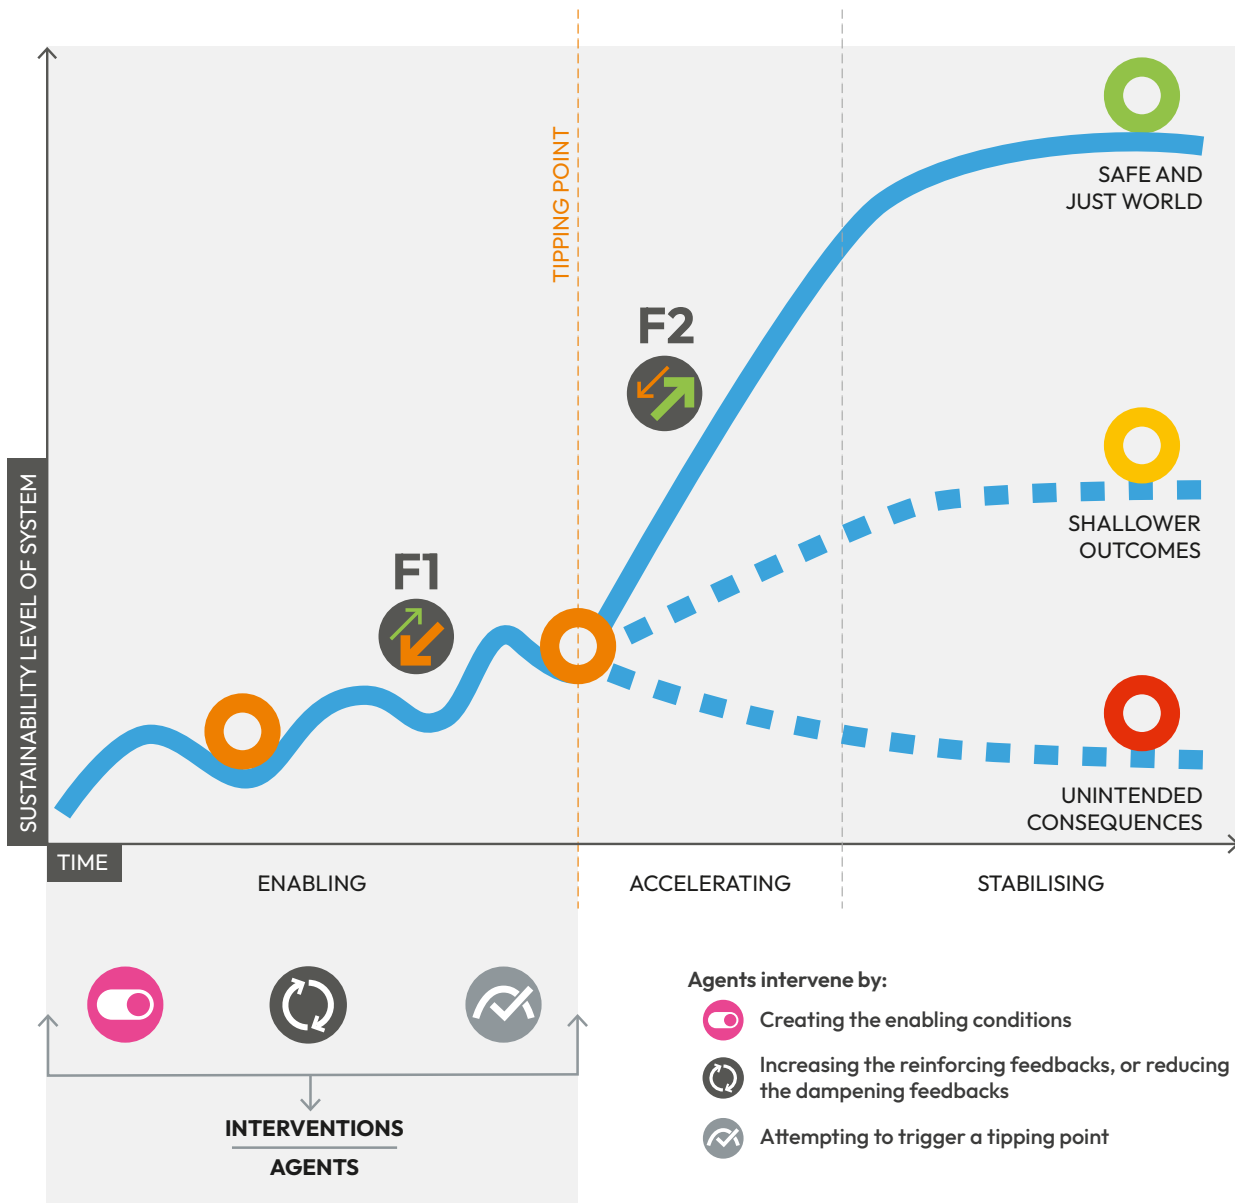 TIPPING POINT
SAFE AND
JUST WORLD
F2
SHALLOWER
OUTCOMES
F1
SUSTAINABILITY LEVEL OF SYSTEM
UNINTENDED
CONSEQUENCES
TIME
ENABLING
ACCELERATING
STABILISING
Agents intervene by:
Creating the enabling conditions
Increasing the reinforcing feedbacks, or reducing
the dampening feedbacks
Attempting to trigger a tipping point
INTERVENTIONS
AGENTS